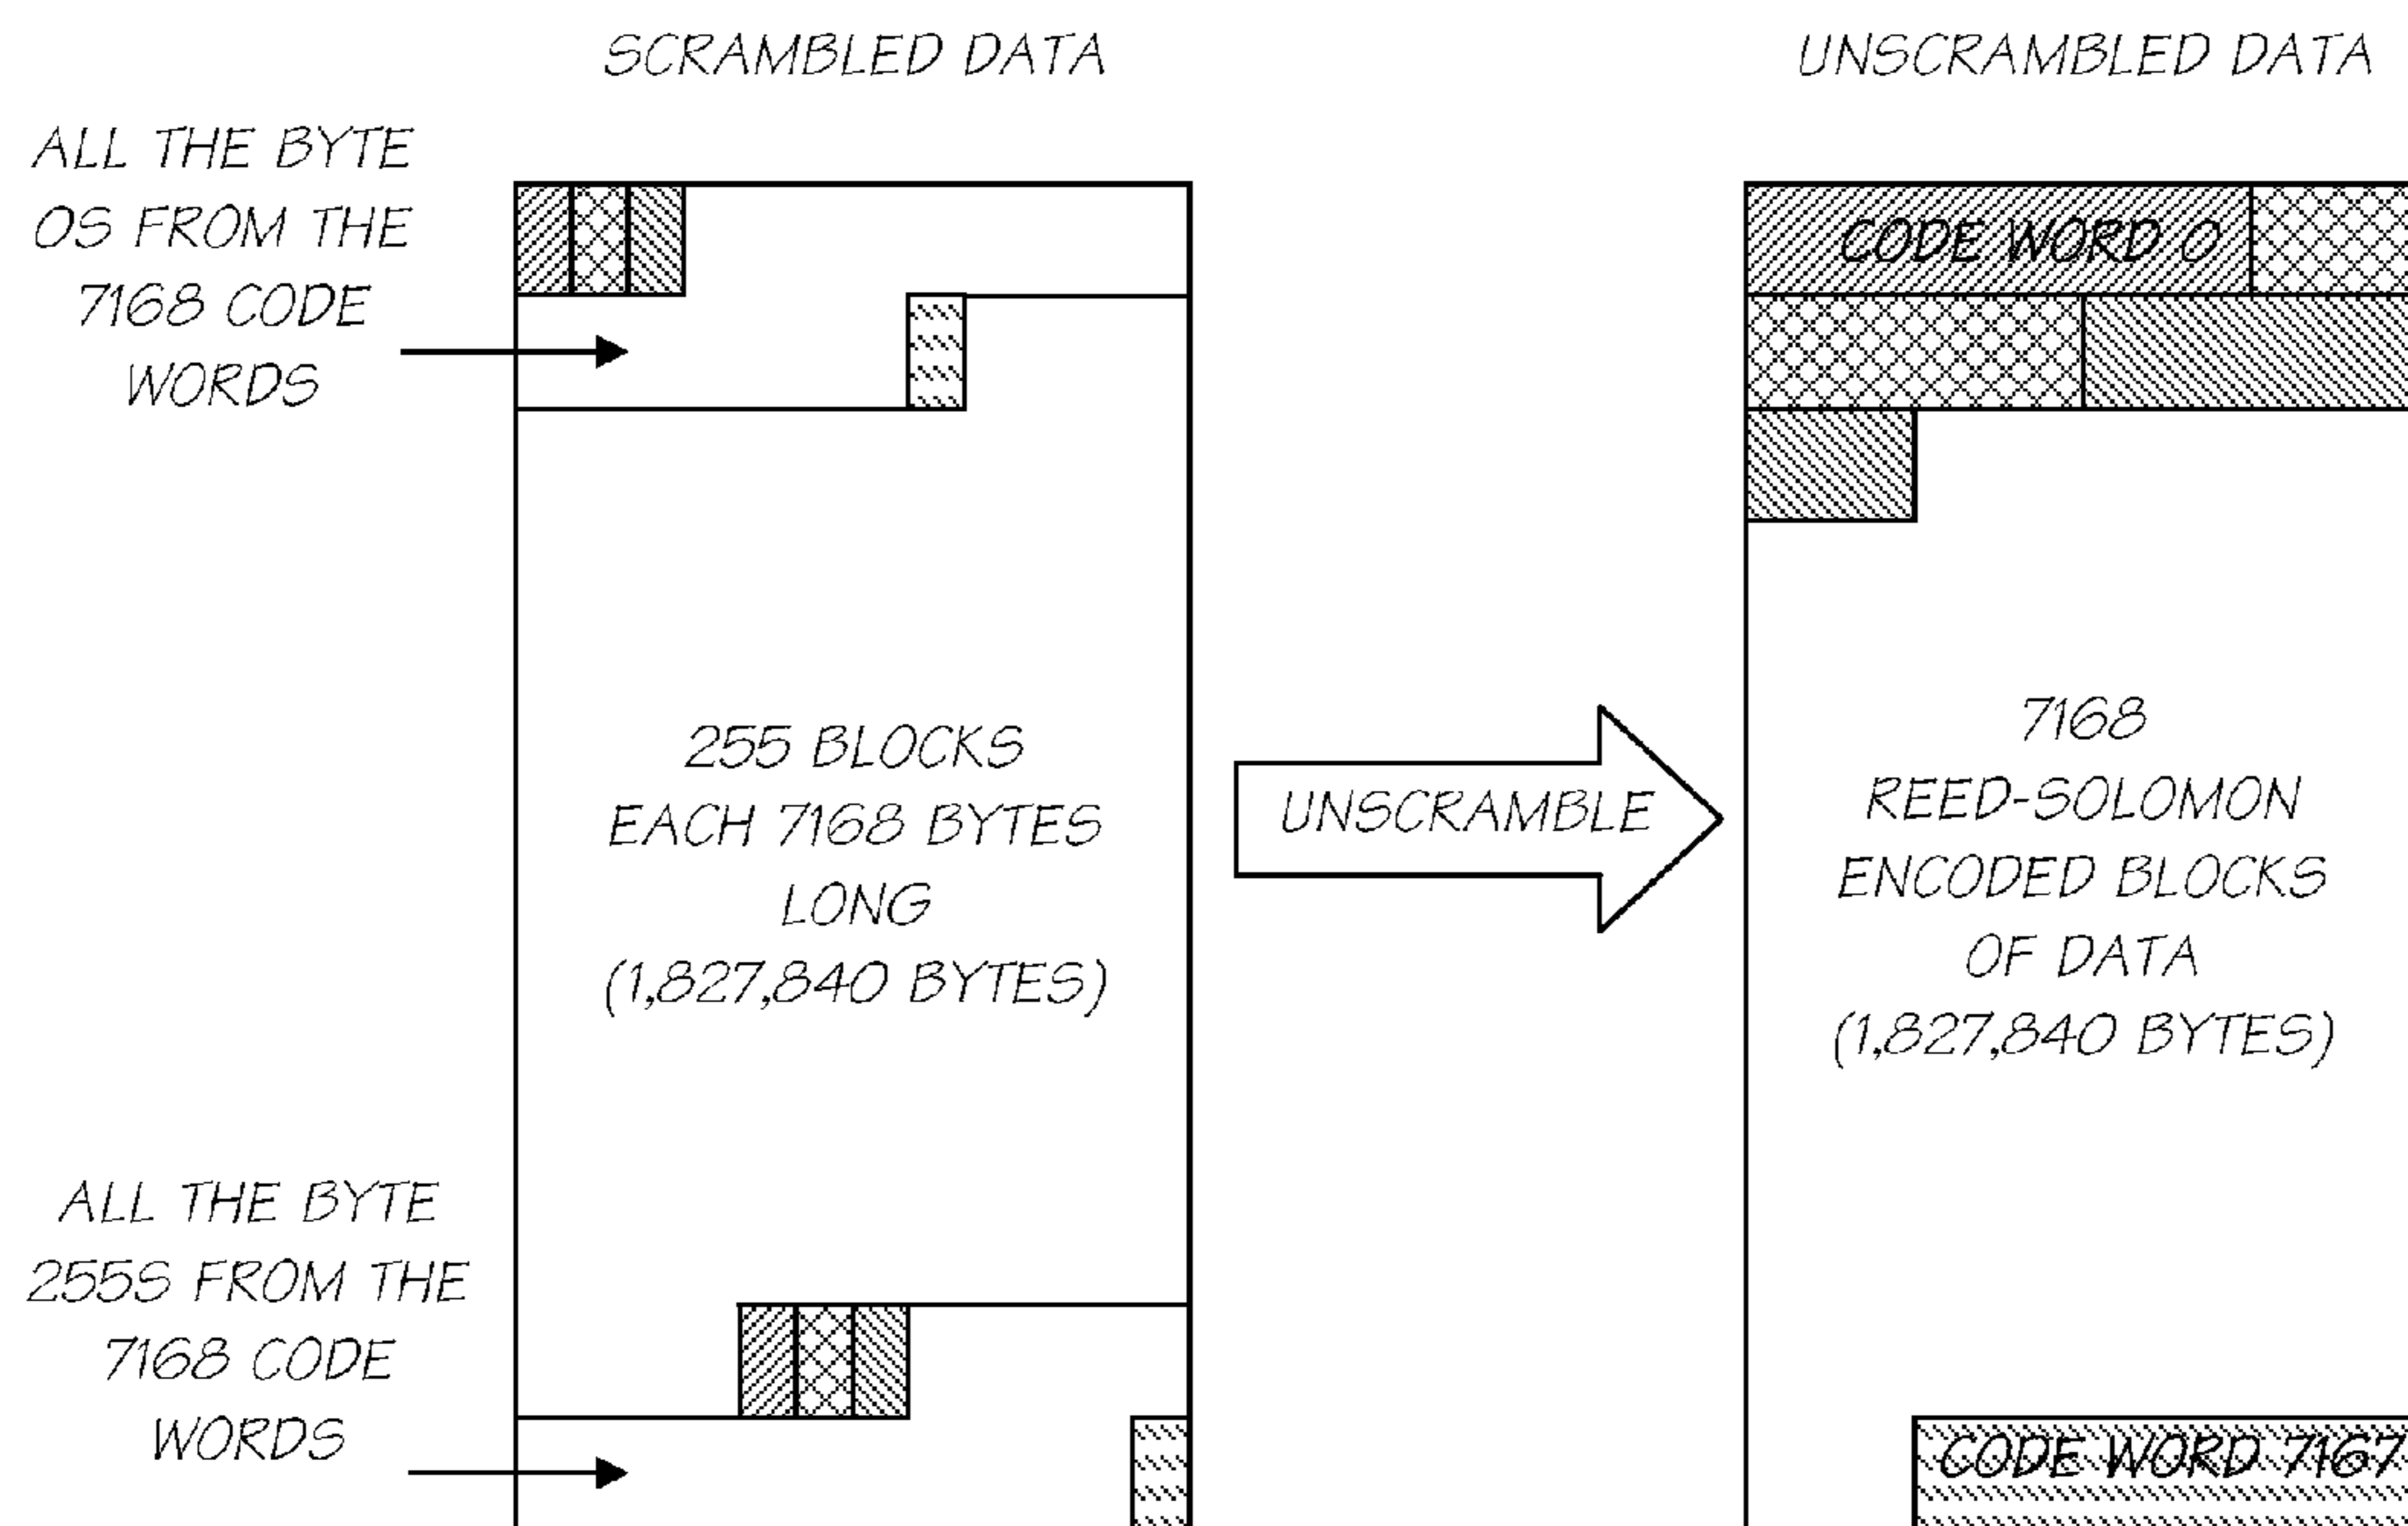 SCRAMBLED DATA
UNSCRAMBLED DATA
ALL THE BYTE
0S FROM THE
7168 CODE
WORDS
CODE WORD 0
255 BLOCKS
EACH 7168 BYTES
LONG
(1,827,840 BYTES)
UNSCRAMBLE
7168
REED-SOLOMON
ENCODED BLOCKS
OF DATA
(1,827,840 BYTES)
ALL THE BYTE
255S FROM THE
7168 CODE
WORDS
CODE WORD 7167